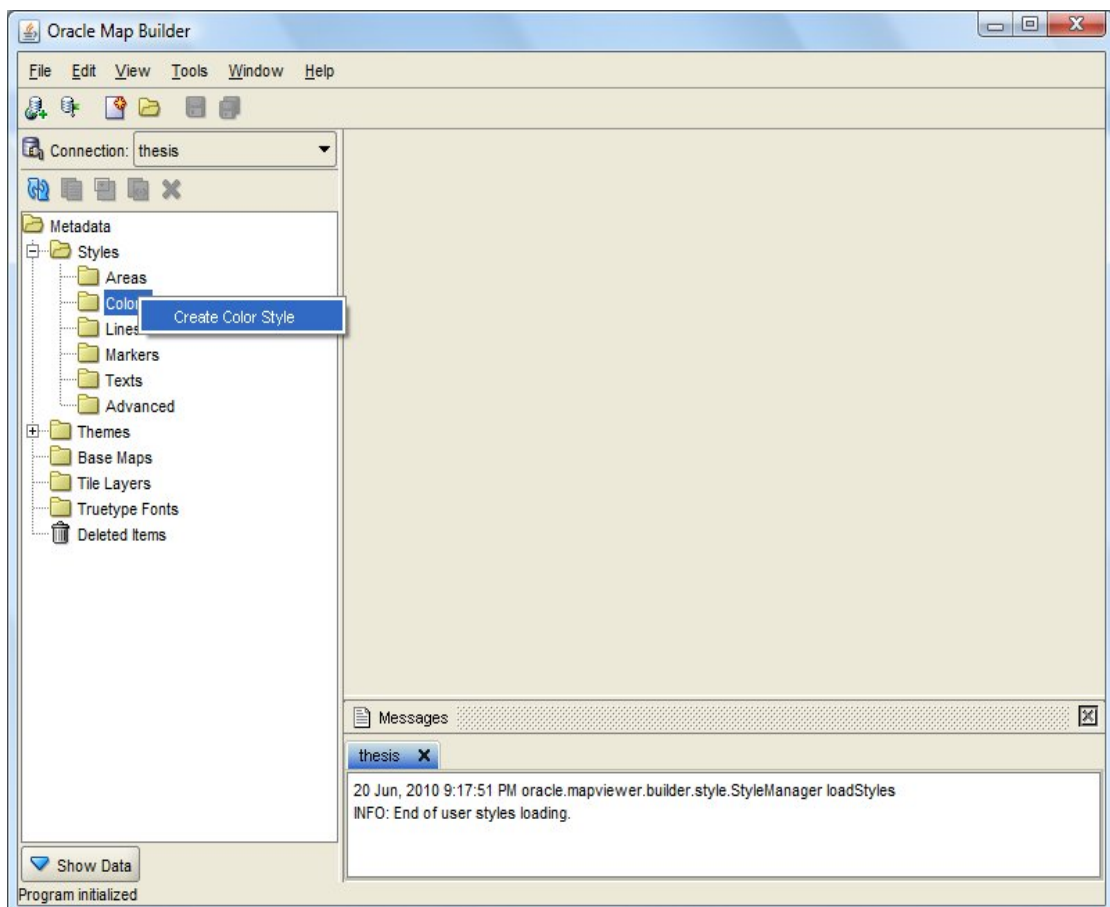 Oracle Map Builder
File Edit View Tools Window Help
Connection: thesis
Metadata
Styles
Areas
Color
Create Color Style
Lines
Markers
Texts
Advanced
Themes
Base Maps
Tile Layers
Truetype Fonts
Deleted Items
Messages
thesis
20 Jun, 2010 9:17:51 PM oracle.mapviewer.builder.style.StyleManager loadStyles
INFO: End of user styles loading.
Show Data
Program initialized